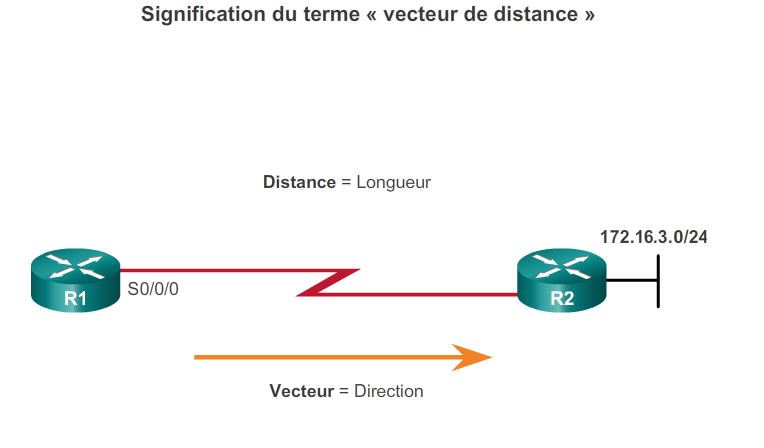 Signification du terme « vecteur de distance »
Distance = Longueur
172.16.3.0/24
R1
S0/0/0
R2
Vecteur = Direction